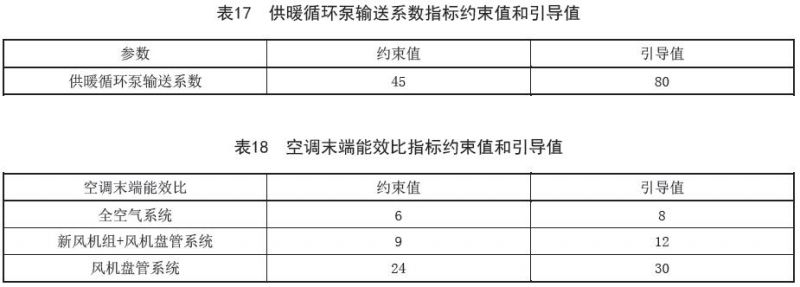 表17 供暖循环泵输送系数指标约束值和引导值
参数 约束值 引导值
供暖循环泵输送系数 45 80
表18 空调末端能效比指标约束值和引导值
空调末端能效比 约束值 引导值
全空气系统 6 8
新风机组+风机盘管系统 9 12
风机盘管系统 24 30